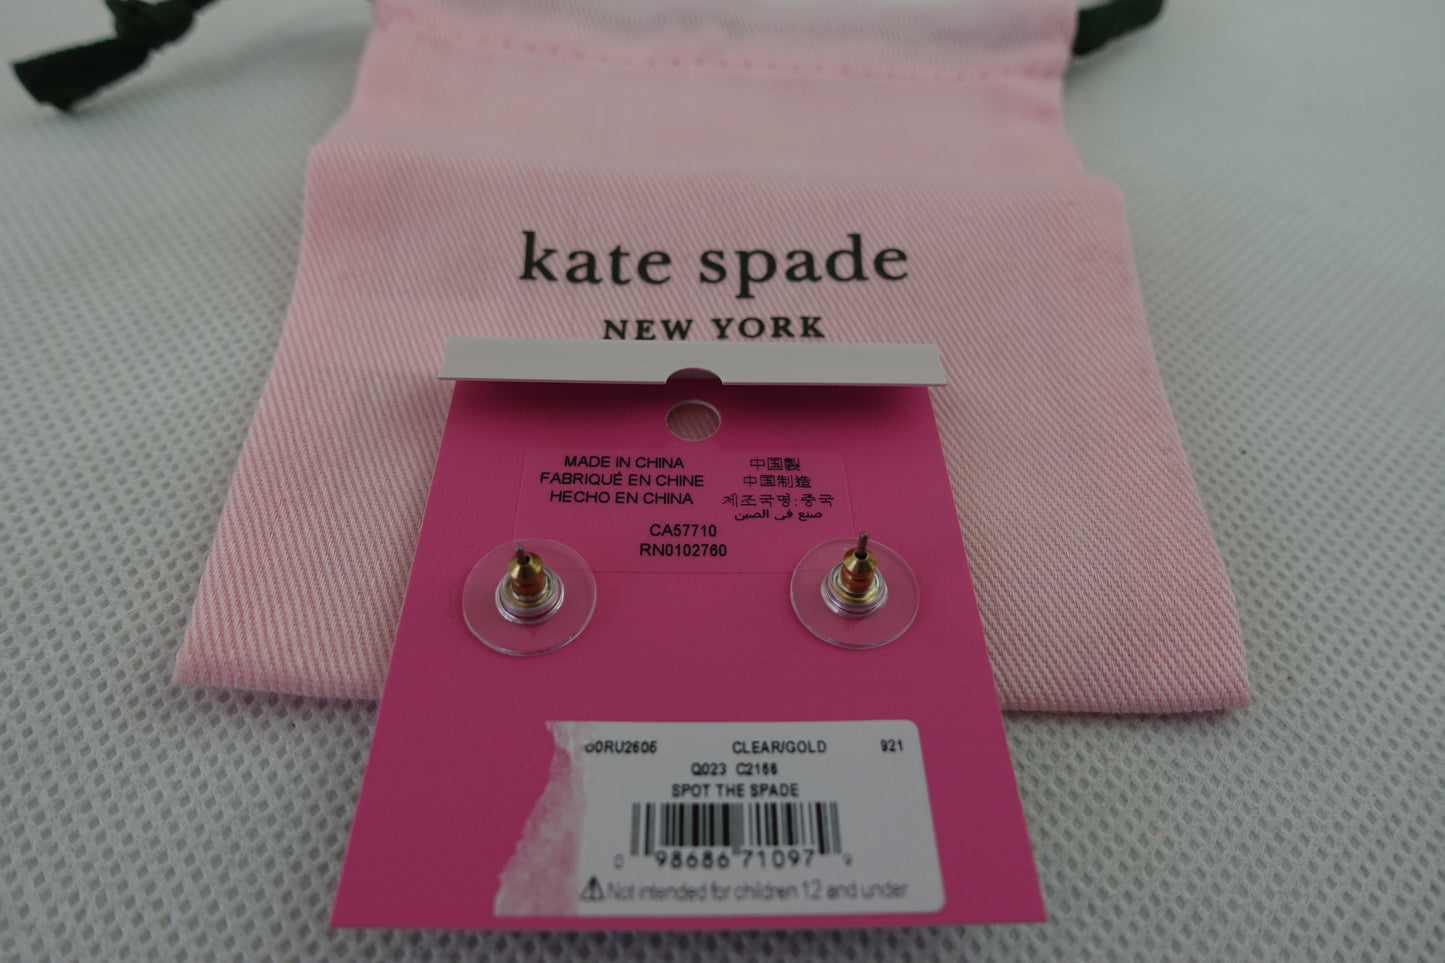 kate spade
NEW YORK
MADE IN CHINA
FABRIQUÉ EN CHINE
HECHO EN CHINA
中国製
中国制造
제조국명:중국
صنع في الصين
CA57710
RN0102760
O0RU2605 CLEAR/GOLD 921
Q023 C2166
SPOT THE SPADE
0 98686 71097 9
Not intended for children 12 and under